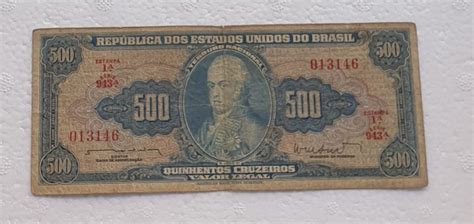 REPÚBLICA DOS ESTADOS UNIDOS DO BRASIL
500 500
TESOURO NACIONAL
ESTAMPA
1ª
SÉRIE
943ª
013146
500 500
013146
ESTAMPA
1ª
SÉRIE
943ª
500 500
QUINHENTOS CRUZEIROS
VALOR LEGAL